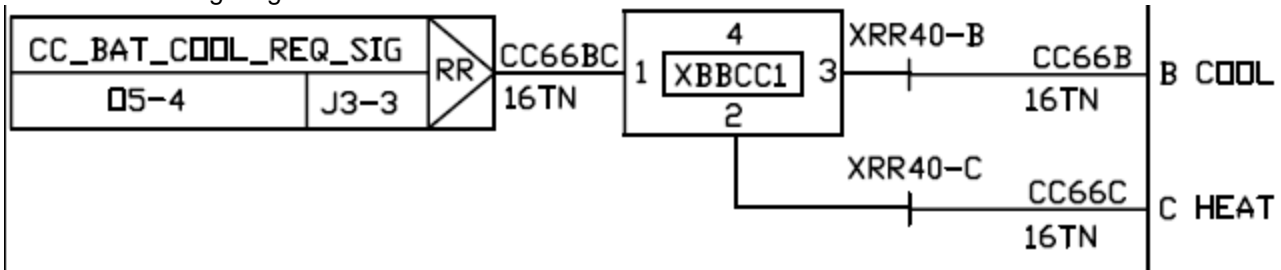 CC_BAT_COOL_REQ_SIG
O5-4
J3-3
RR
CC66BC
16TN
1
4
XBBCC1
3
2
XRR40-B
CC66B
16TN
B COOL
XRR40-C
CC66C
16TN
C HEAT